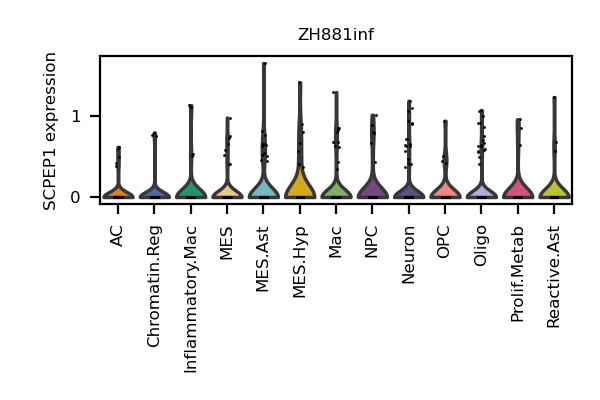 ZH881inf
SCPEP1 expression
1
0
AC
Chromatin.Reg
Inflammatory.Mac
MES
MES.Ast
MES.Hyp
Mac
NPC
Neuron
OPC
Oligo
Prolif.Metab
Reactive.Ast